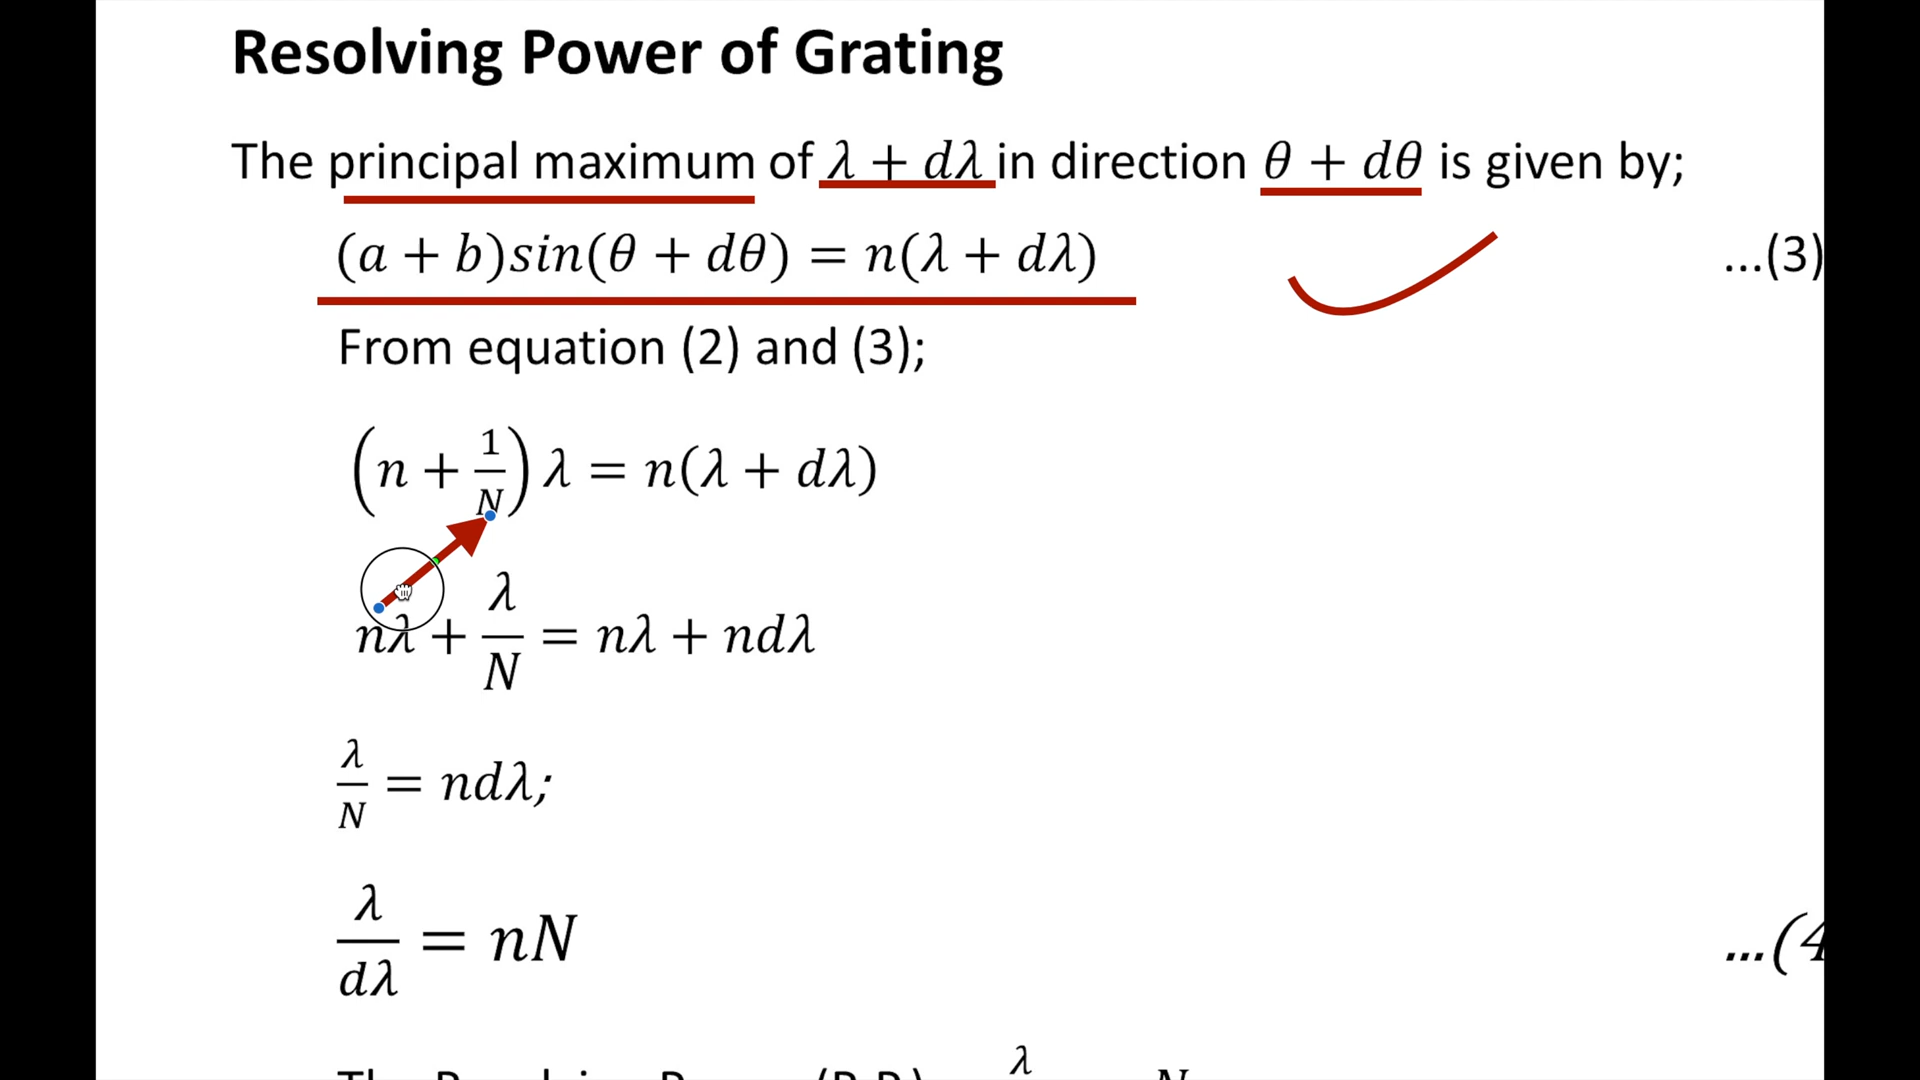 Resolving Power of Grating
The principal maximum of λ + dλ in direction θ + dθ is given by;
(a + b)sin(θ + dθ) = n(λ + dλ) ...(3)
From equation (2) and (3);
(n + 1/N) λ = n(λ + dλ)
nλ + λ/N = nλ + ndλ
λ/N = ndλ;
λ/dλ = nN ...(4
λ